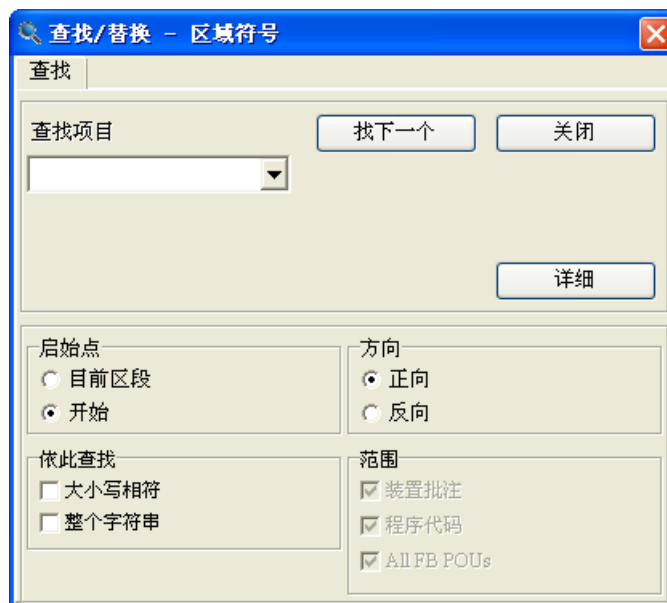 查找/替换 - 区域符号
查找
查找项目
找下一个
关闭
详细
启始点
目前区段
开始
方向
正向
反向
依此查找
大小写相符
整个字符串
范围
装置批注
程序代码
All FB POUs